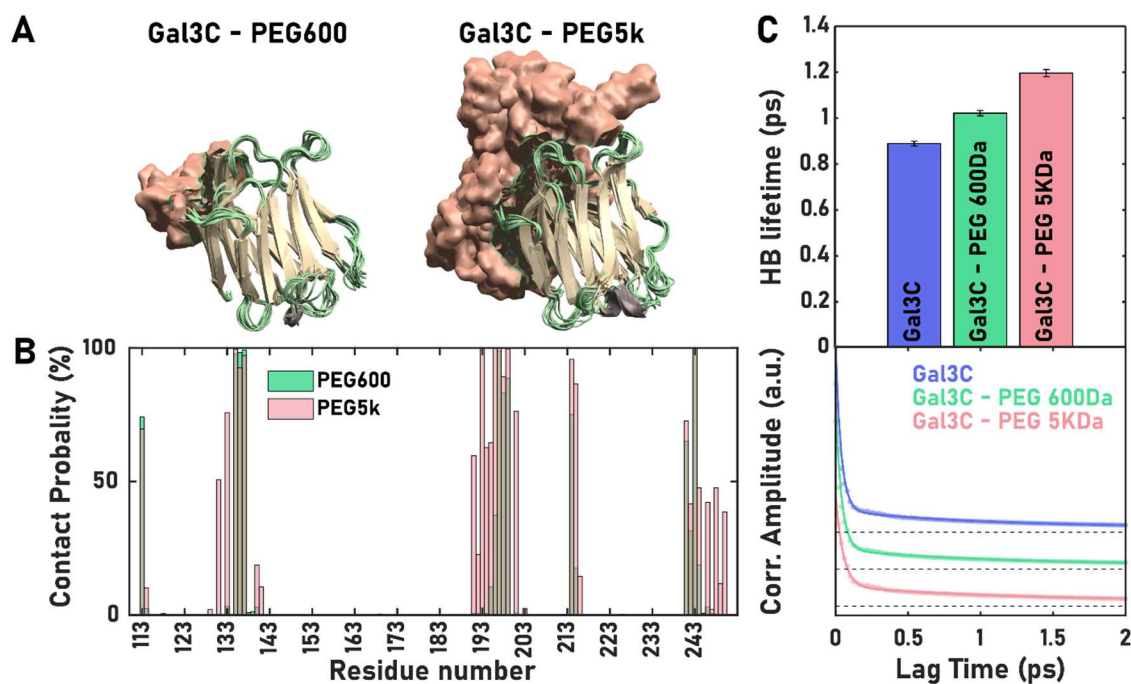 A
Gal3C - PEG600
Gal3C - PEG5k
B
Contact Probality (%)
100
50
0
PEG600
PEG5k
113
123
133
143
153
163
173
183
193
203
213
223
233
243
Residue number
C
HB lifetime (ps)
1.4
1.2
1
0.8
0.6
0.4
0.2
0
Gal3C
Gal3C - PEG 600Da
Gal3C - PEG 5KDa
Corr. Amplitude (a.u.)
Gal3C
Gal3C - PEG 600Da
Gal3C - PEG 5KDa
0
0.5
1
1.5
2
Lag Time (ps)